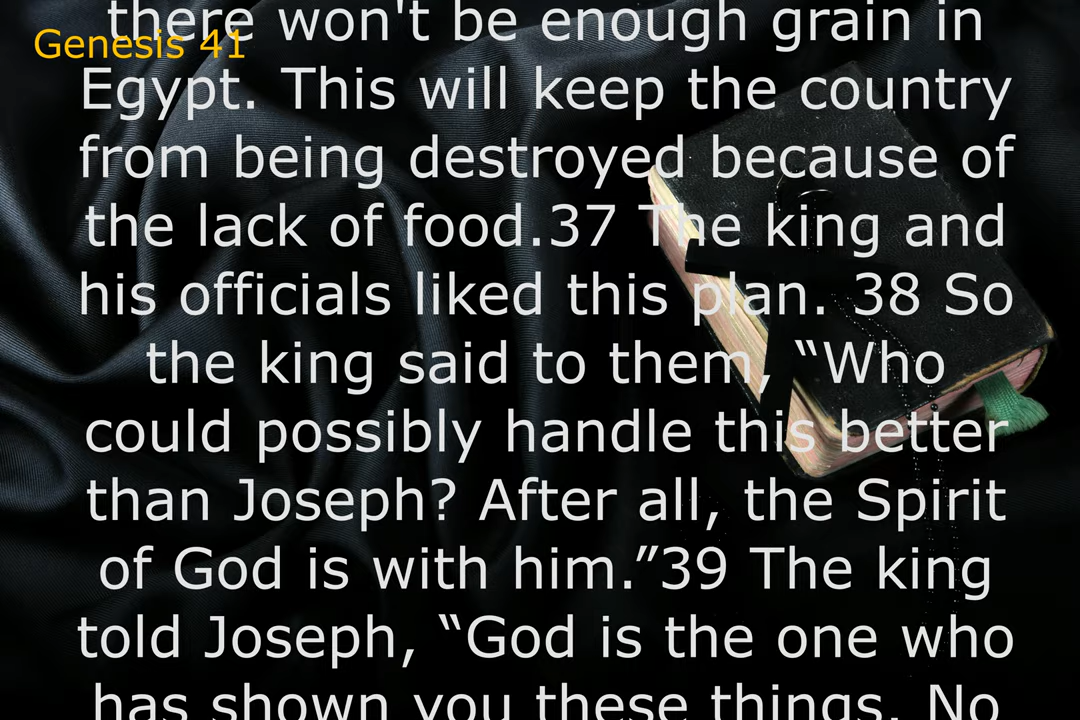 there won't be enough grain in
Genesis 41
Egypt. This will keep the country
from being destroyed because of
the lack of food.37 The king and
his officials liked this plan. 38 So
the king said to them, “Who
could possibly handle this better
than Joseph? After all, the Spirit
of God is with him.”39 The king
told Joseph, “God is the one who
has shown you these things. No